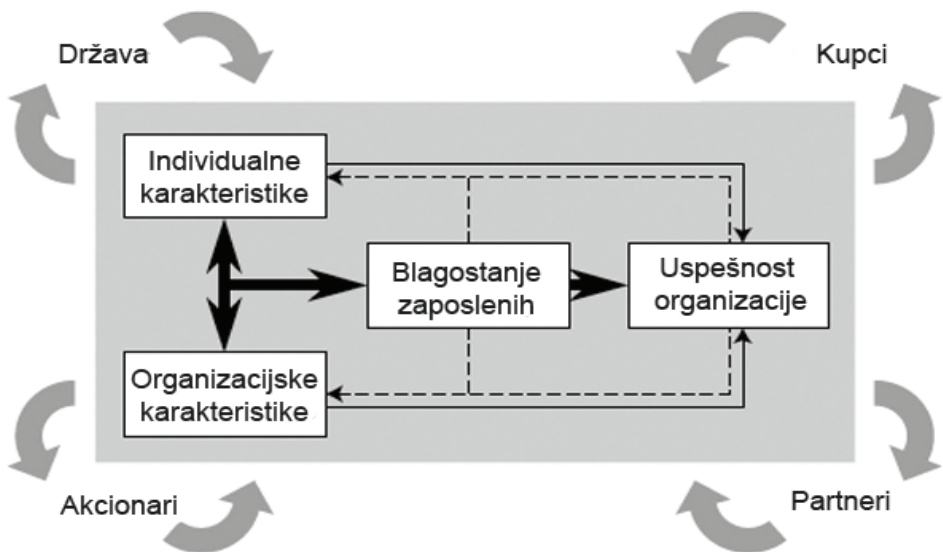 Država
Kupci
Individualne
karakteristike
Blagostanje
zaposlenih
Uspešnost
organizacije
Organizacijske
karakteristike
Akcionari
Partneri